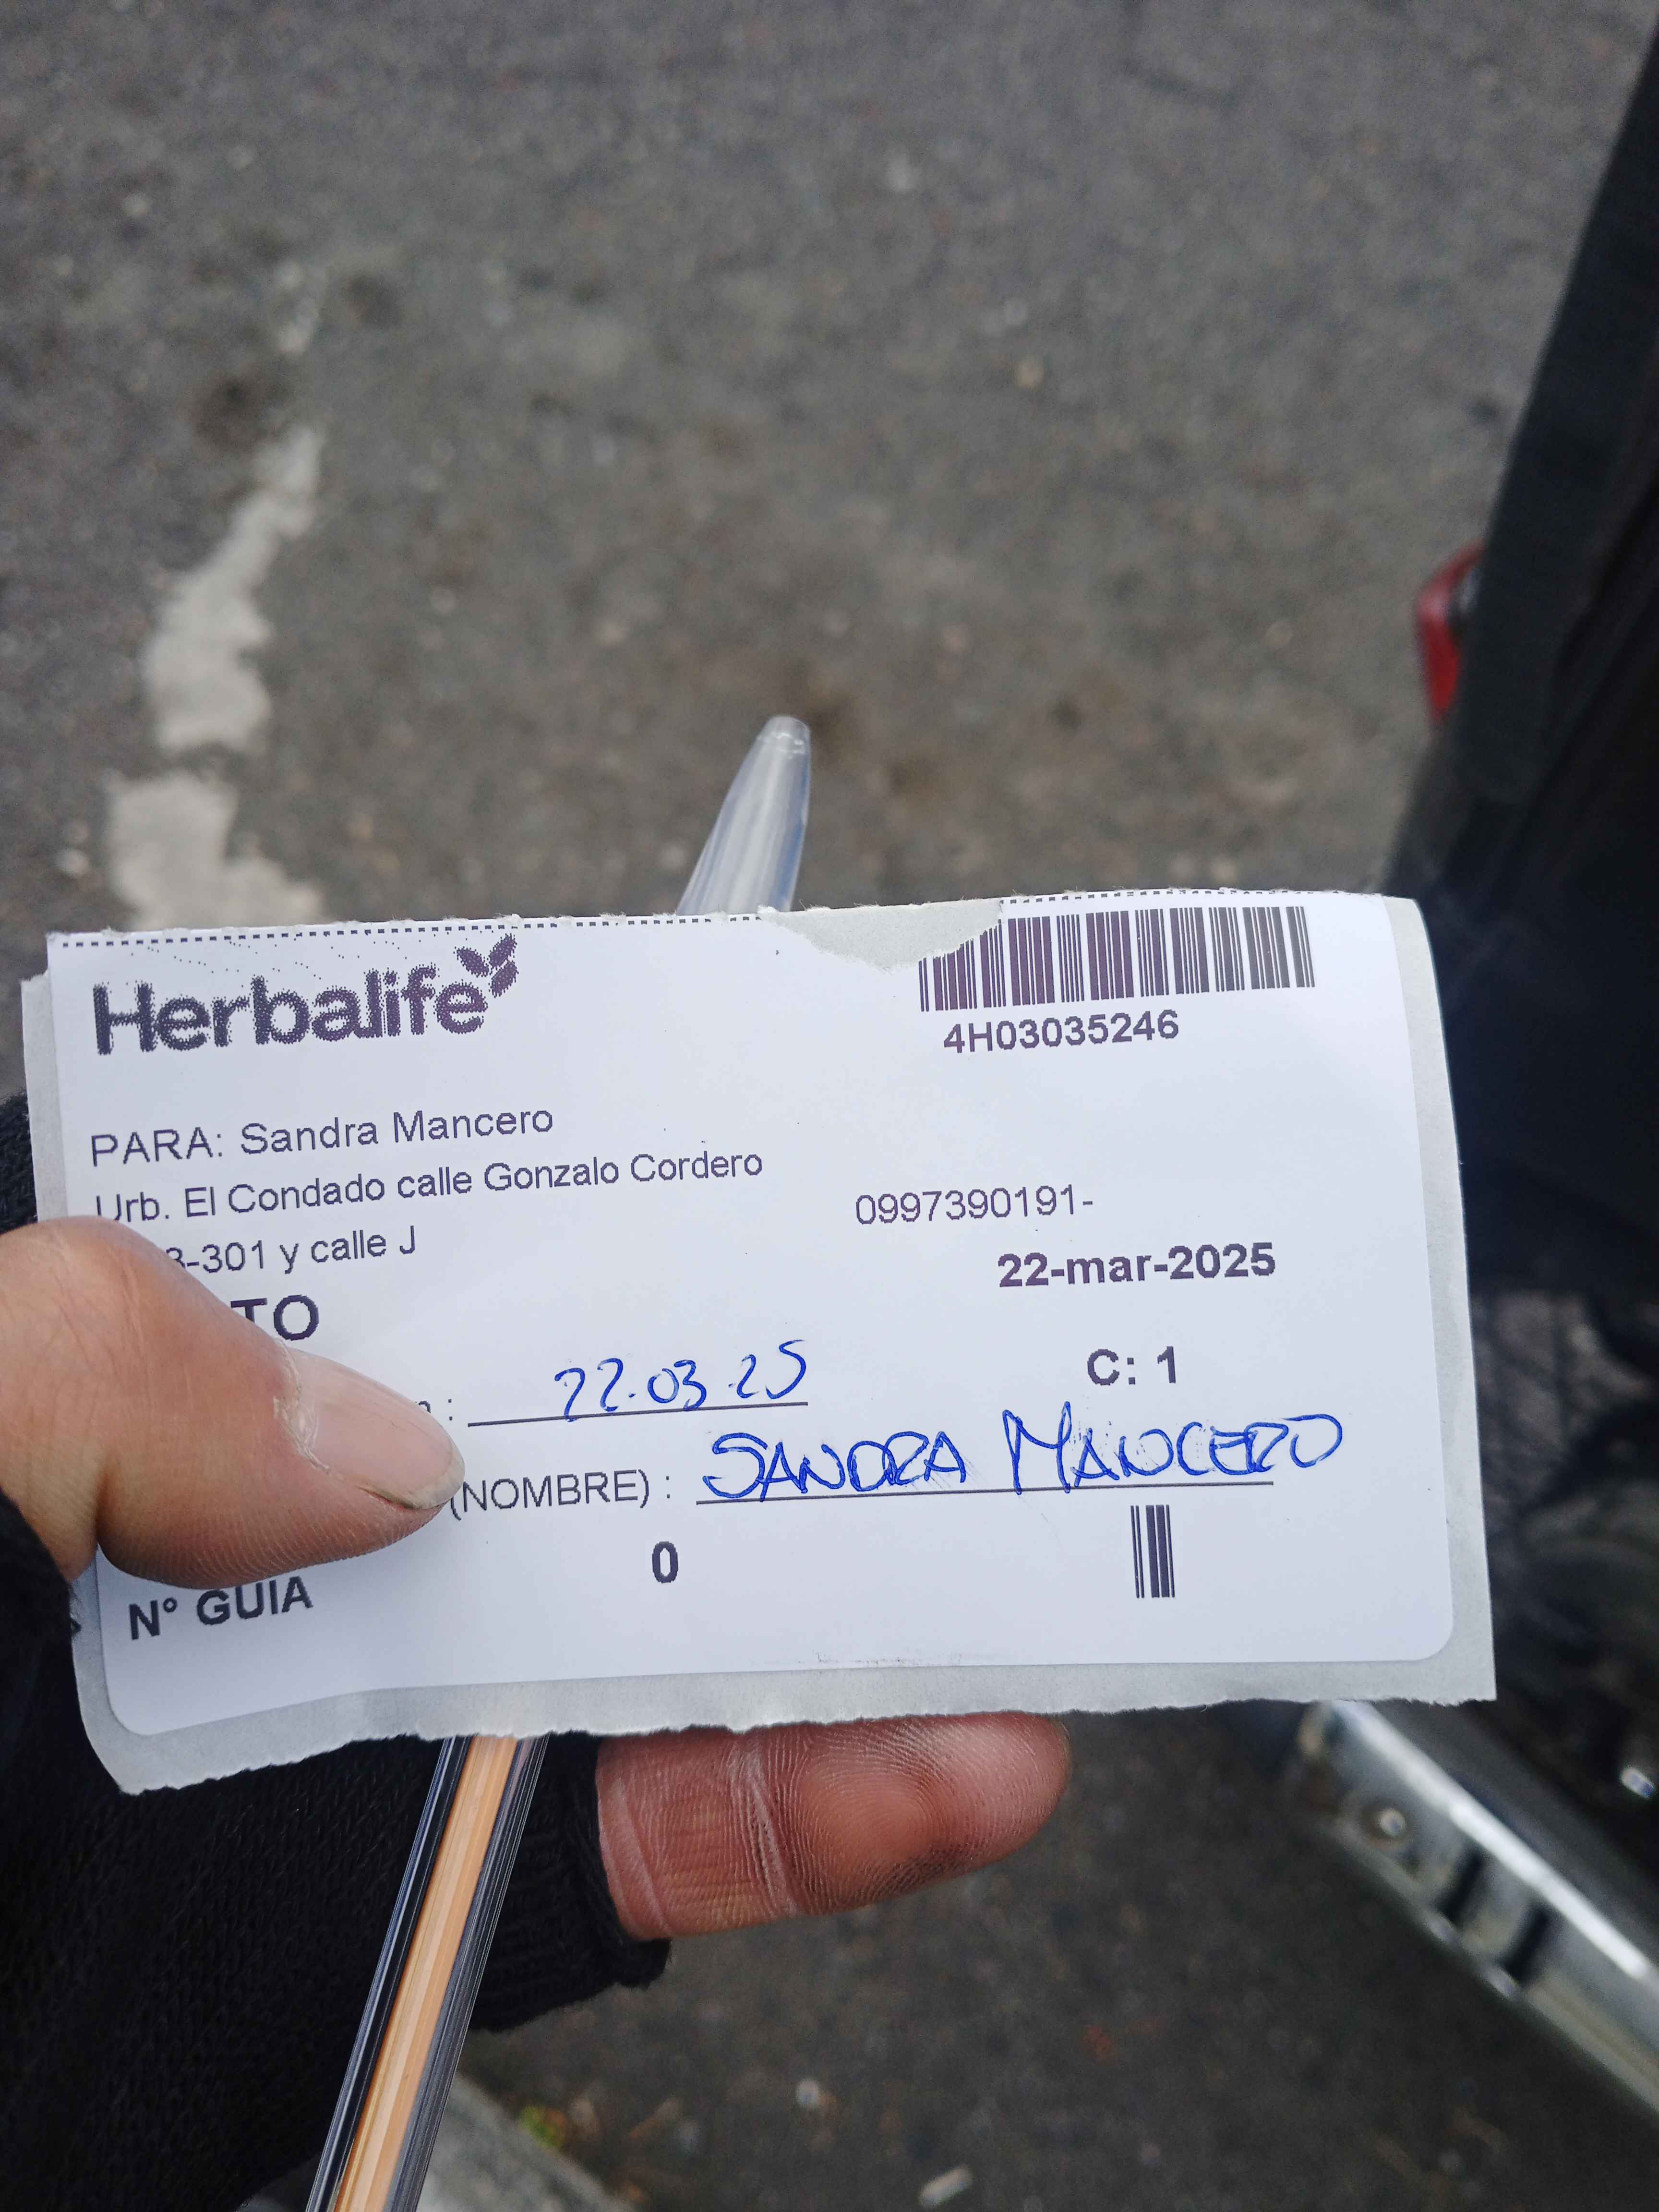 Herbalife
4H03035246
PARA: Sandra Mancero
Urb. El Condado calle Gonzalo Cordero
0997390191-
-301 y calle J
22-mar-2025
TO
22.03.25
C: 1
(NOMBRE) : SANDRA MANCERO
0
N° GUIA